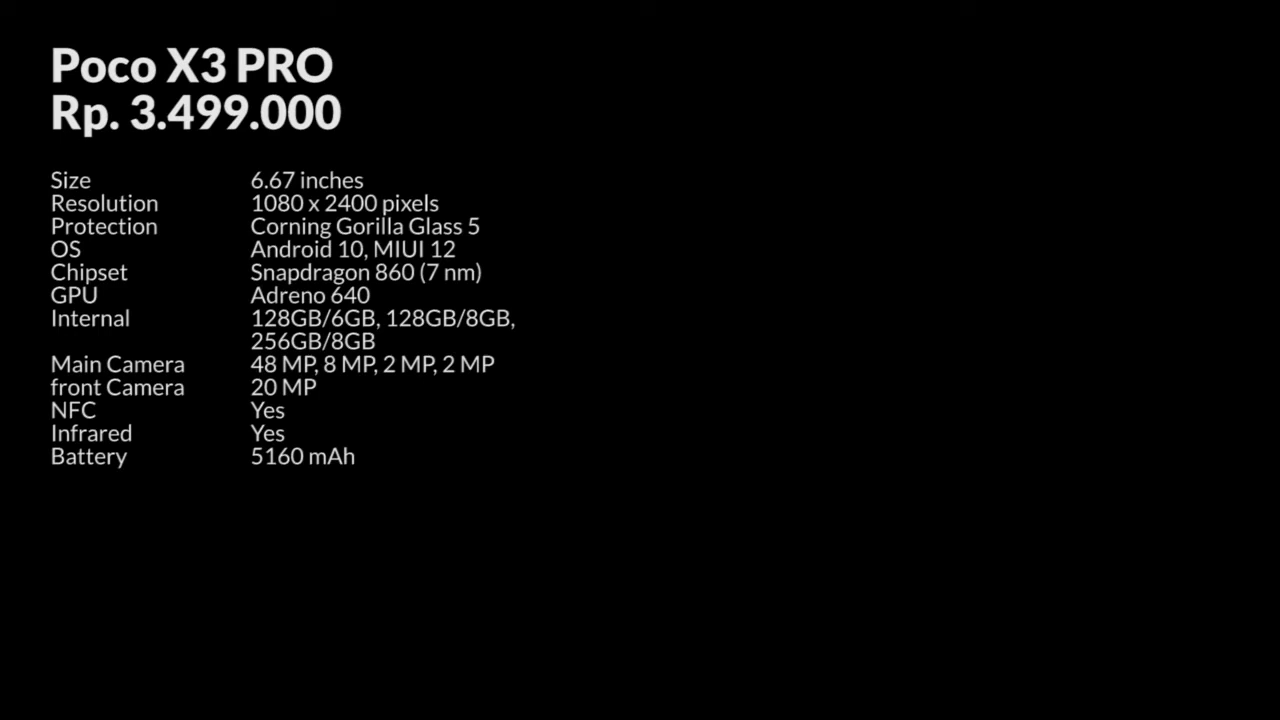 Poco X3 PRO
Rp. 3.499.000
Size 6.67 inches
Resolution 1080 x 2400 pixels
Protection Corning Gorilla Glass 5
OS Android 10, MIUI 12
Chipset Snapdragon 860 (7 nm)
GPU Adreno 640
Internal 128GB/6GB, 128GB/8GB,
256GB/8GB
Main Camera 48 MP, 8 MP, 2 MP, 2 MP
front Camera 20 MP
NFC Yes
Infrared Yes
Battery 5160 mAh